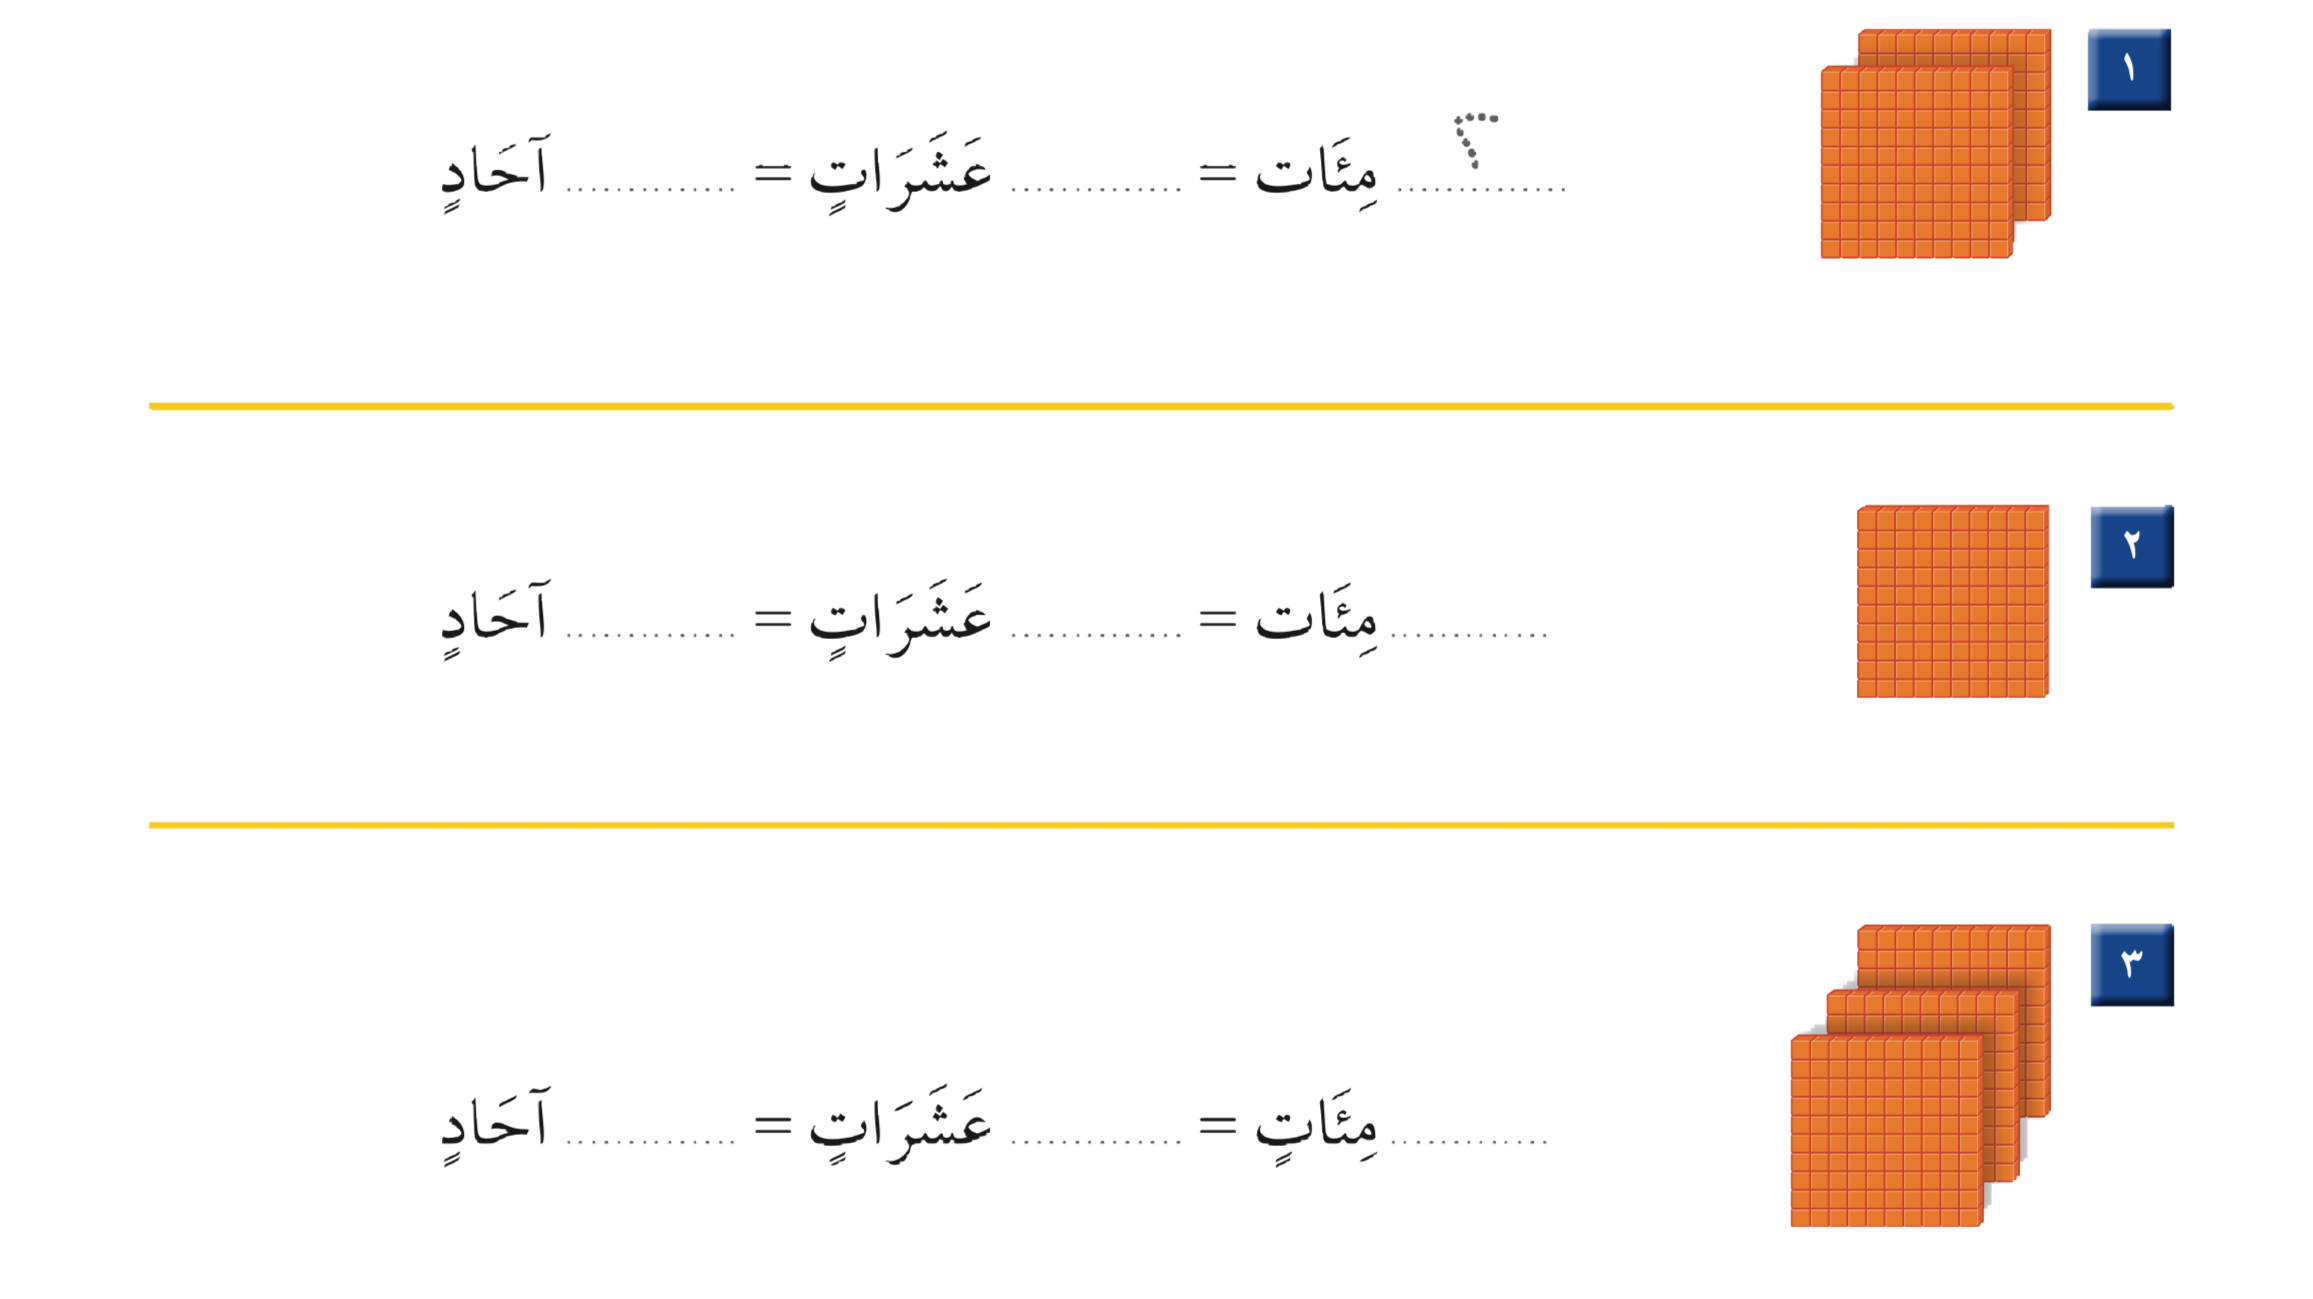 ١
٢ مِئَات = ............. عَشَرَاتٍ = ............. آحَادٍ
٢
............ مِئَات = ............. عَشَرَاتٍ = ............. آحَادٍ
٣
............ مِئَاتٍ = ............. عَشَرَاتٍ = ............. آحَادٍ